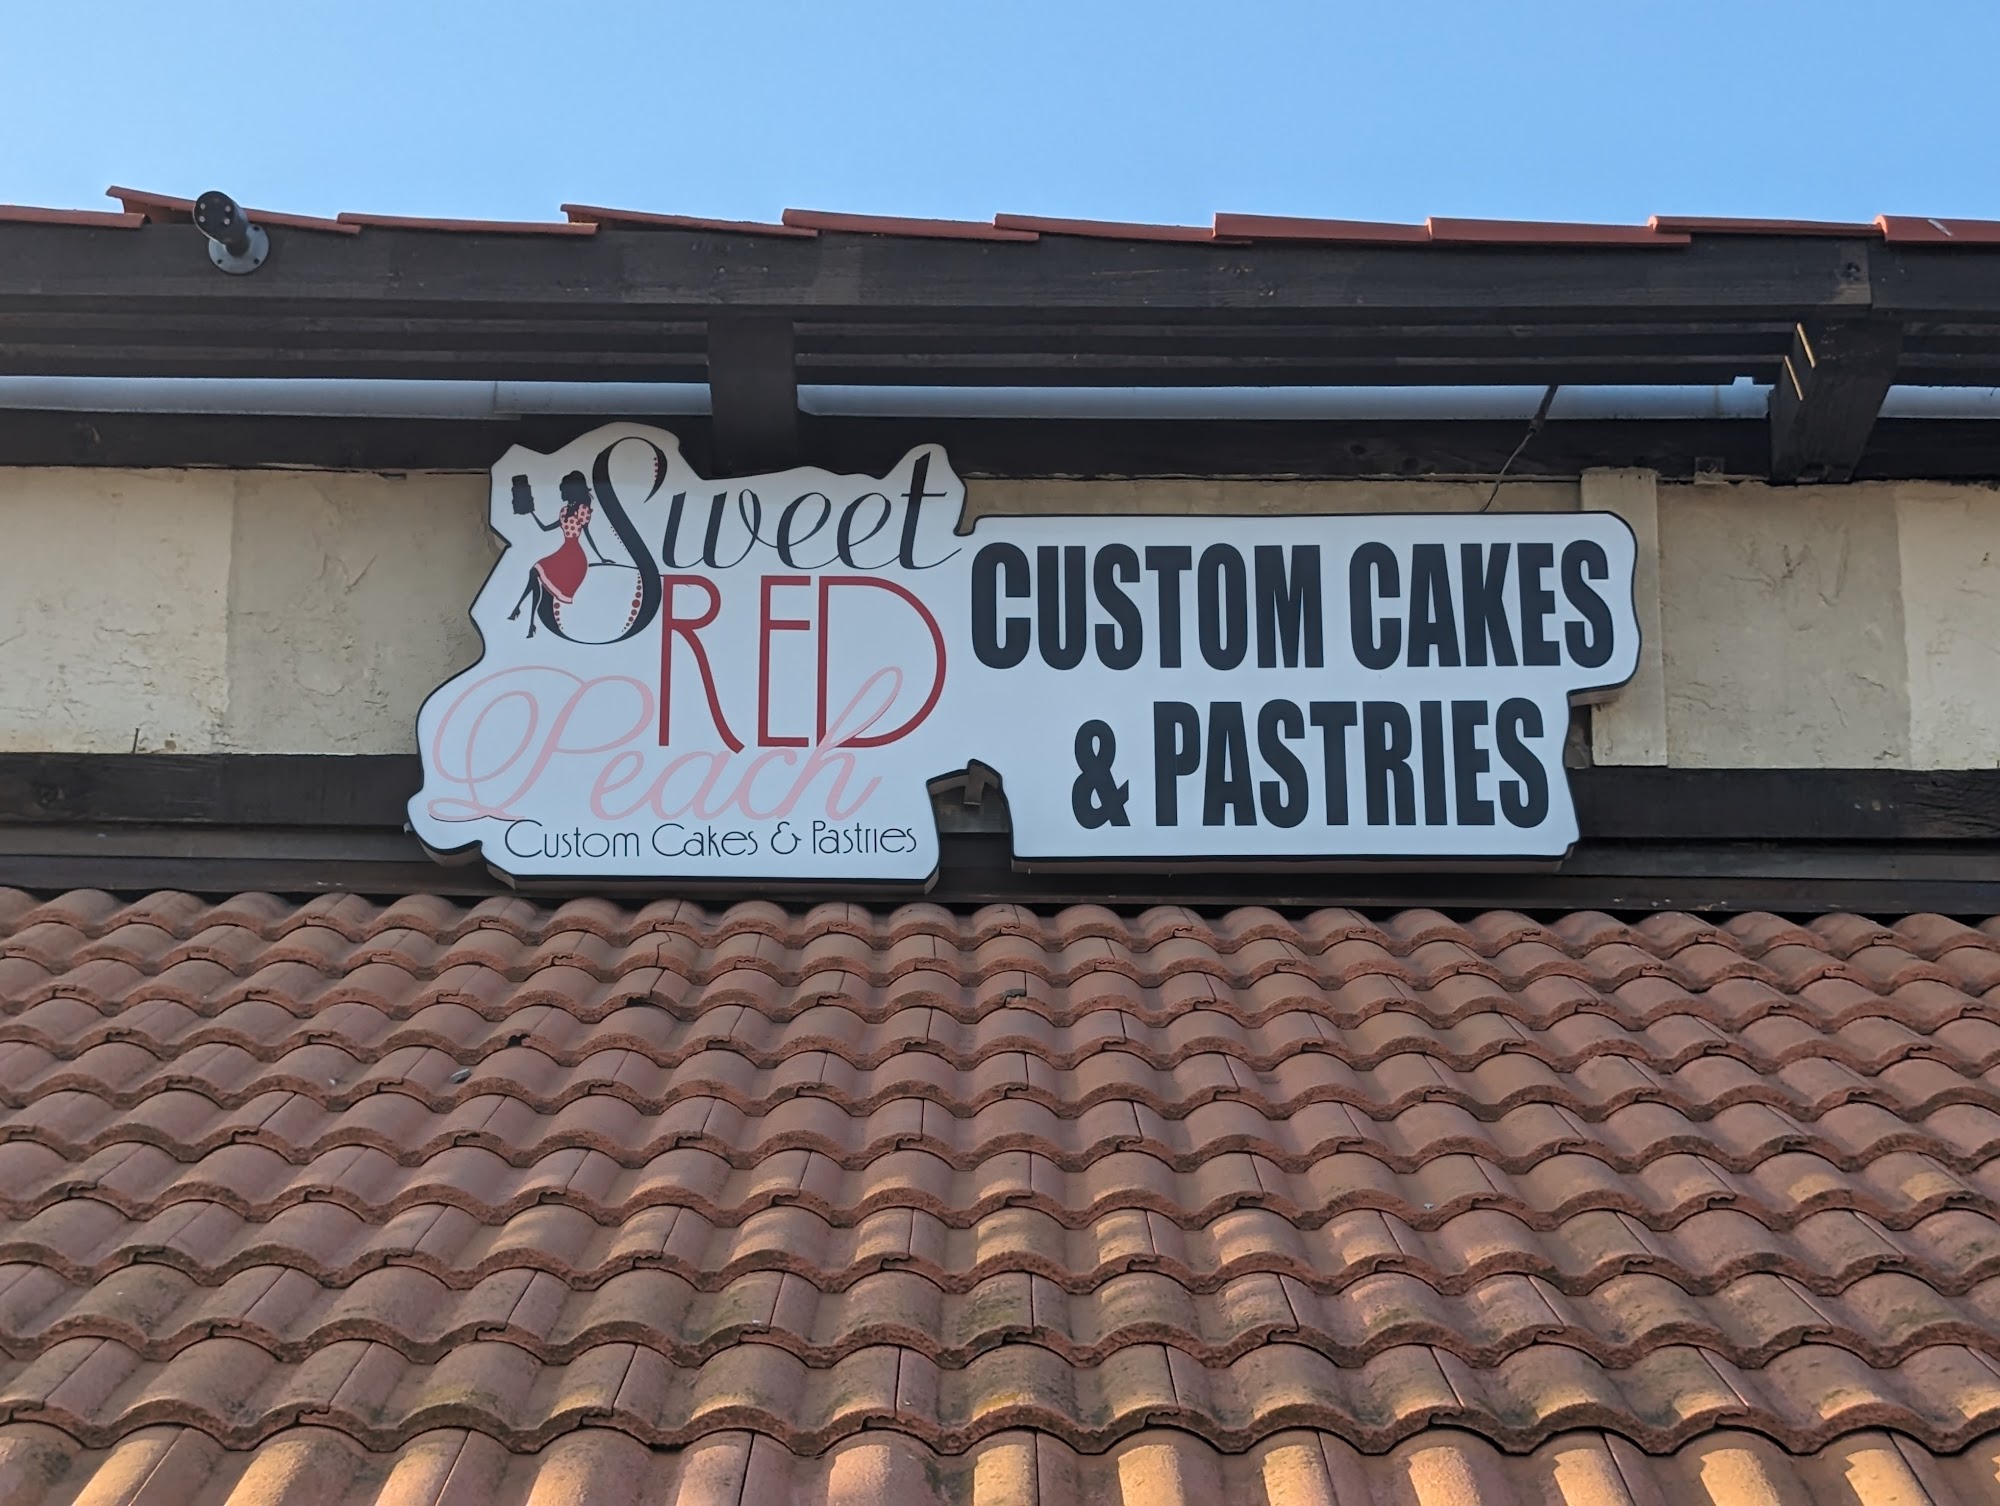 Sweet
RED
Peach
Custom Cakes & Pastries
CUSTOM CAKES
& PASTRIES